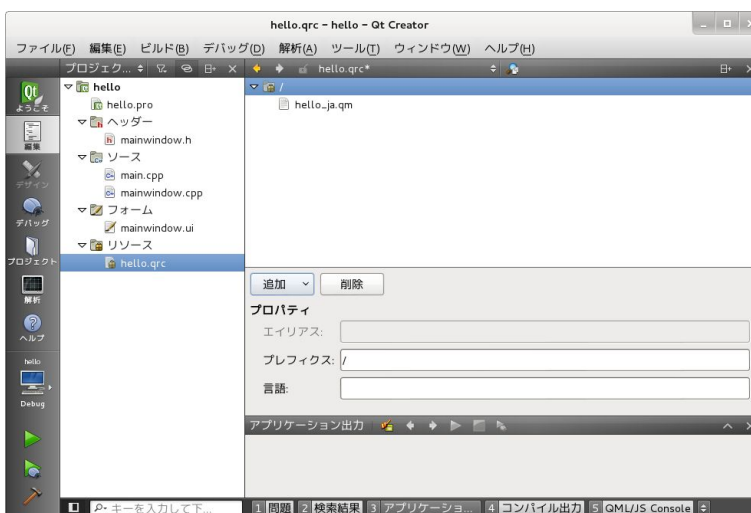 hello.qrc - hello - Qt Creator
ファイル(F) 編集(E) ビルド(B) デバッグ(D) 解析(A) ツール(T) ウィンドウ(W) ヘルプ(H)
プロジェク... hello.qrc*
Qt
ようこそ
編集
デザイン
デバッグ
プロジェクト
解析
ヘルプ
hello
Debug
hello
hello.pro
ヘッダー
mainwindow.h
ソース
main.cpp
mainwindow.cpp
フォーム
mainwindow.ui
リソース
hello.qrc
/
hello_ja.qm
追加 削除
プロパティ
エイリアス:
プレフィクス: /
言語:
アプリケーション出力
キーを入力して下... 1 問題 2 検索結果 3 アプリケーショ... 4 コンパイル出力 5 QML/JS Console